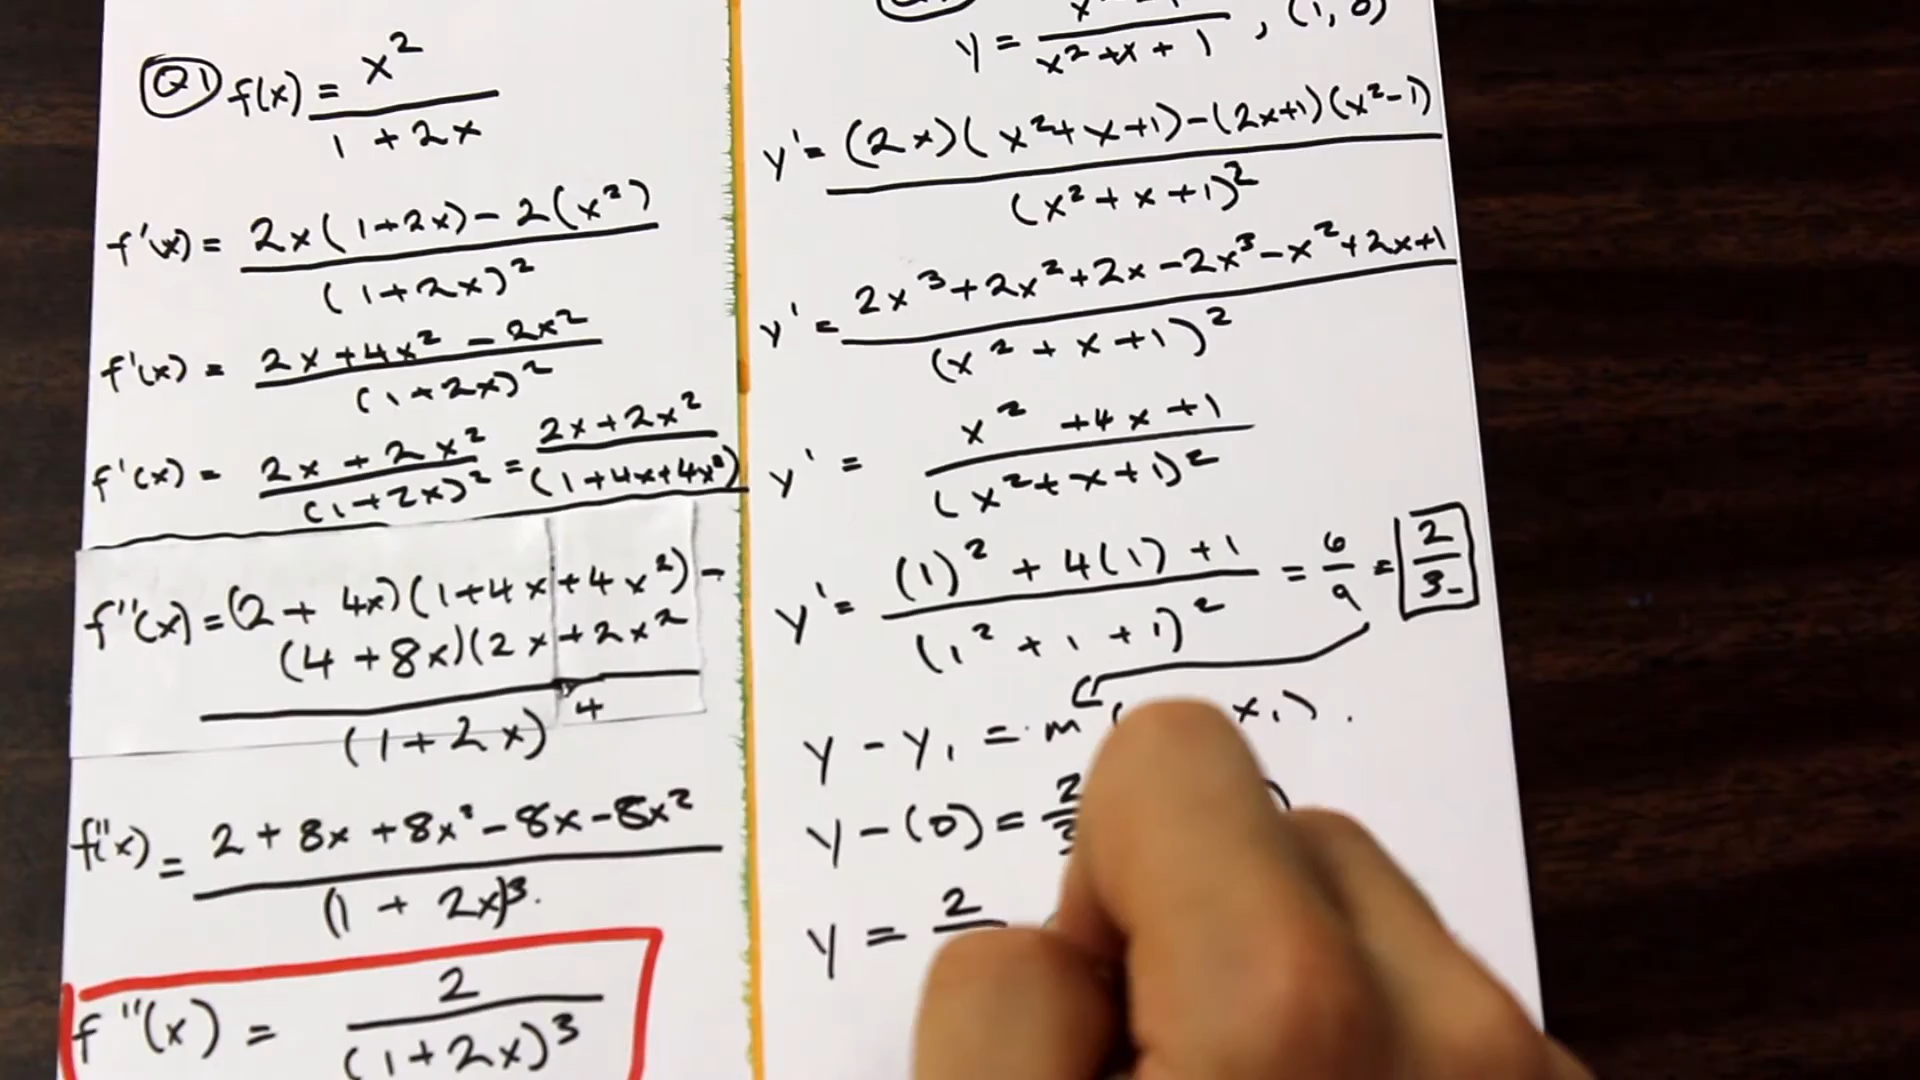 Q1 f(x) = x²/(1 + 2x)
f'(x) = (2x(1+2x) - 2(x²))/(1+2x)²
f'(x) = (2x + 4x² - 2x²)/(1+2x)²
f'(x) = (2x + 2x²)/(1+2x)² = (2x+2x²)/(1+4x+4x²)
f''(x) = (2 + 4x)(1+4x+4x²) -
(4 + 8x)(2x+2x²
(1+2x)⁴
f''(x) = (2 + 8x + 8x² - 8x - 8x²)/(1 + 2x)³.
f''(x) = 2/(1+2x)³
y = /(x² + x + 1), (1, 0)
y' = ((2x)(x²+x+1) - (2x+1)(x²-1))/(x² + x + 1)²
y' = (2x³+2x²+2x-2x³-x²+2x+1)/(x² + x + 1)²
y' = (x² + 4x + 1)/(x² + x + 1)²
y' = ((1)² + 4(1) + 1)/(1² + 1 + 1)² = 6/9 = 2/3
y - y₁ = m ( x₁).
y - (0) = 2/3 )
y = 2